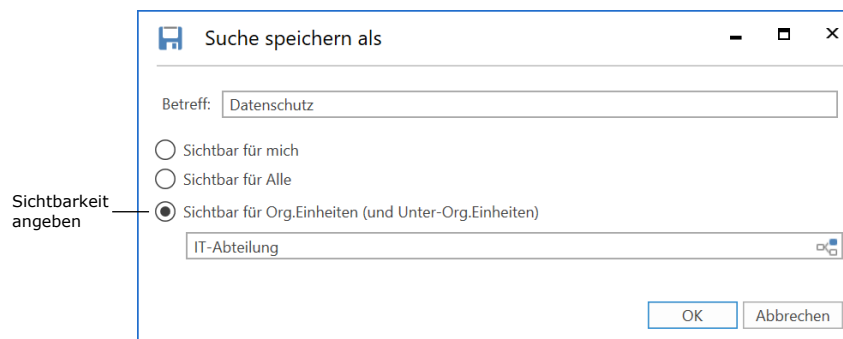 Suche speichern als
Betreff: Datenschutz
Sichtbar für mich
Sichtbar für Alle
Sichtbarkeit
angeben
Sichtbar für Org.Einheiten (und Unter-Org.Einheiten)
IT-Abteilung
OK Abbrechen